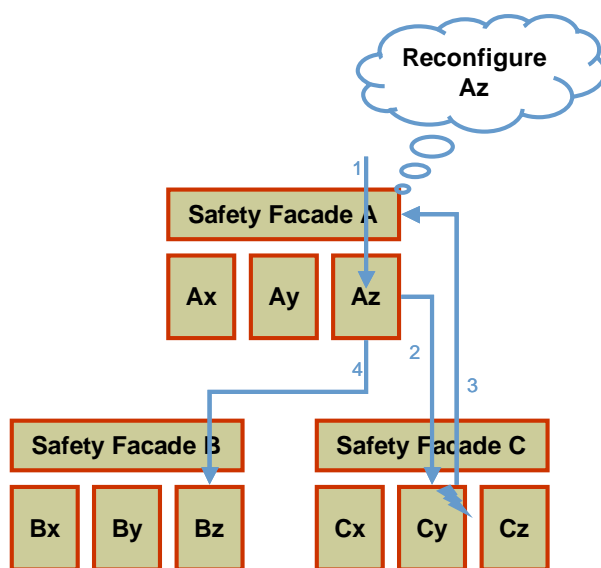 Reconfigure
Az
1
Safety Facade A
Ax
Ay
Az
2
3
4
Safety Facade B
Safety Facade C
Bx
By
Bz
Cx
Cy
Cz